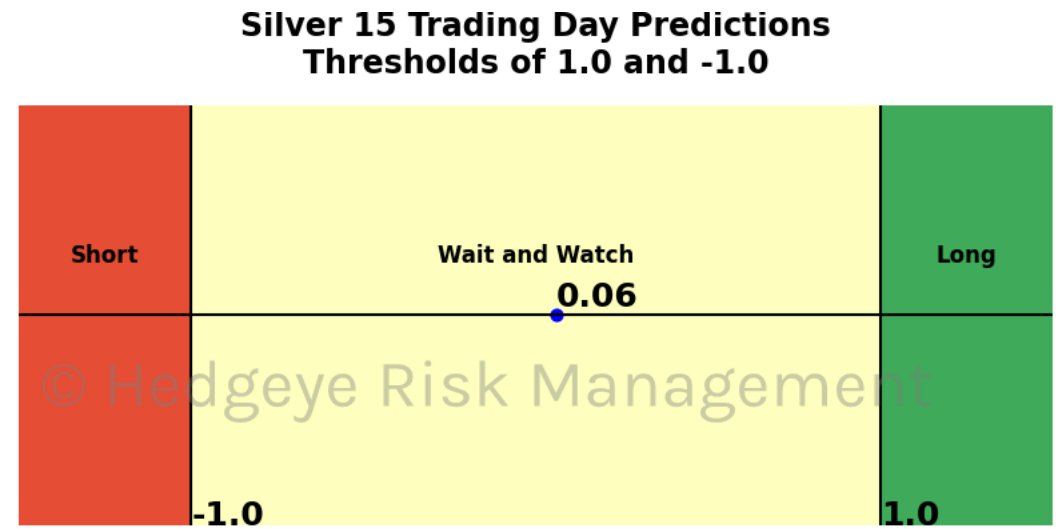 Silver 15 Trading Day Predictions
Thresholds of 1.0 and -1.0
Short
Wait and Watch
Long
0.06
© Hedgeye Risk Management
-1.0
1.0